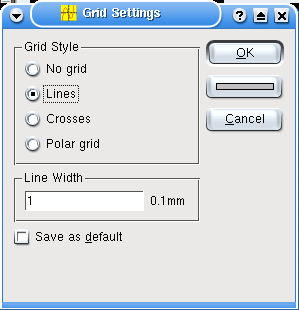 Grid Settings
Grid Style
No grid
Lines
Crosses
Polar grid
OK
Cancel
Line Width
1 0.1mm
Save as default